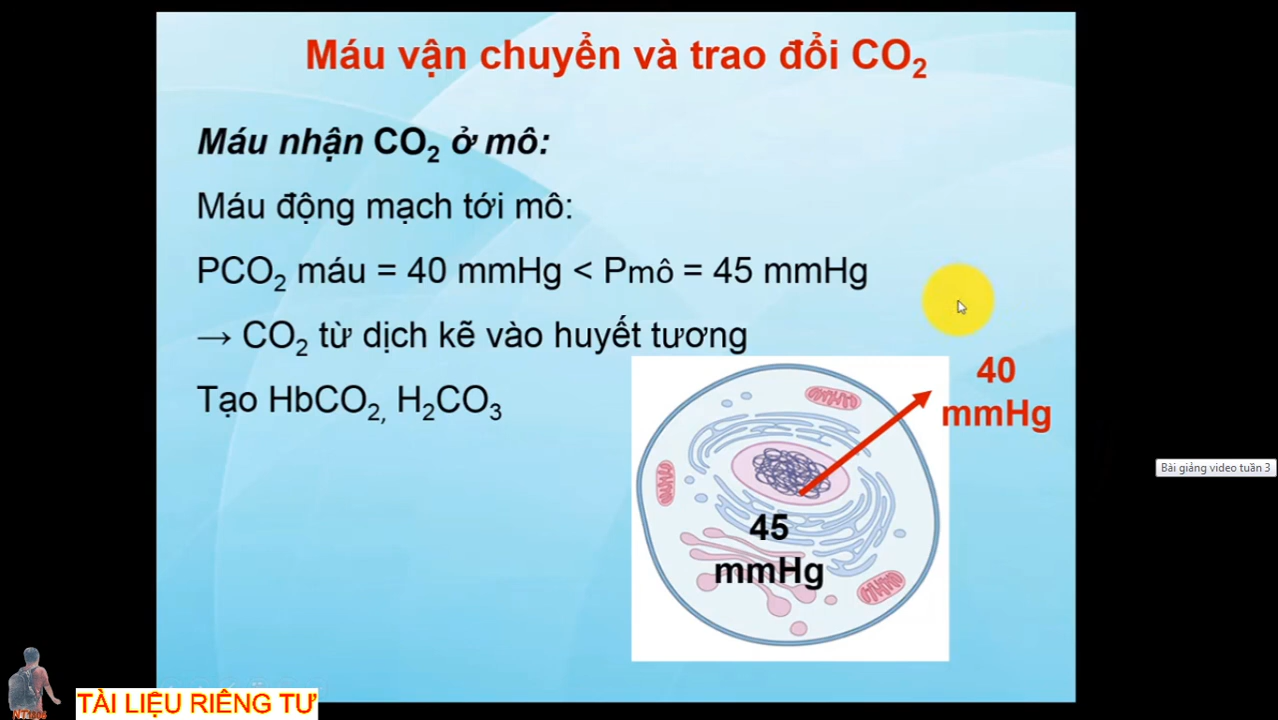 Máu vận chuyển và trao đổi CO₂
Máu nhận CO₂ ở mô:
Máu động mạch tới mô:
PCO₂ máu = 40 mmHg < Pmô = 45 mmHg
→ CO₂ từ dịch kẽ vào huyết tương
Tạo HbCO₂, H₂CO₃
40
mmHg
45
mmHg
Bài giảng video tuần 3
TÀI LIỆU RIÊNG TƯ